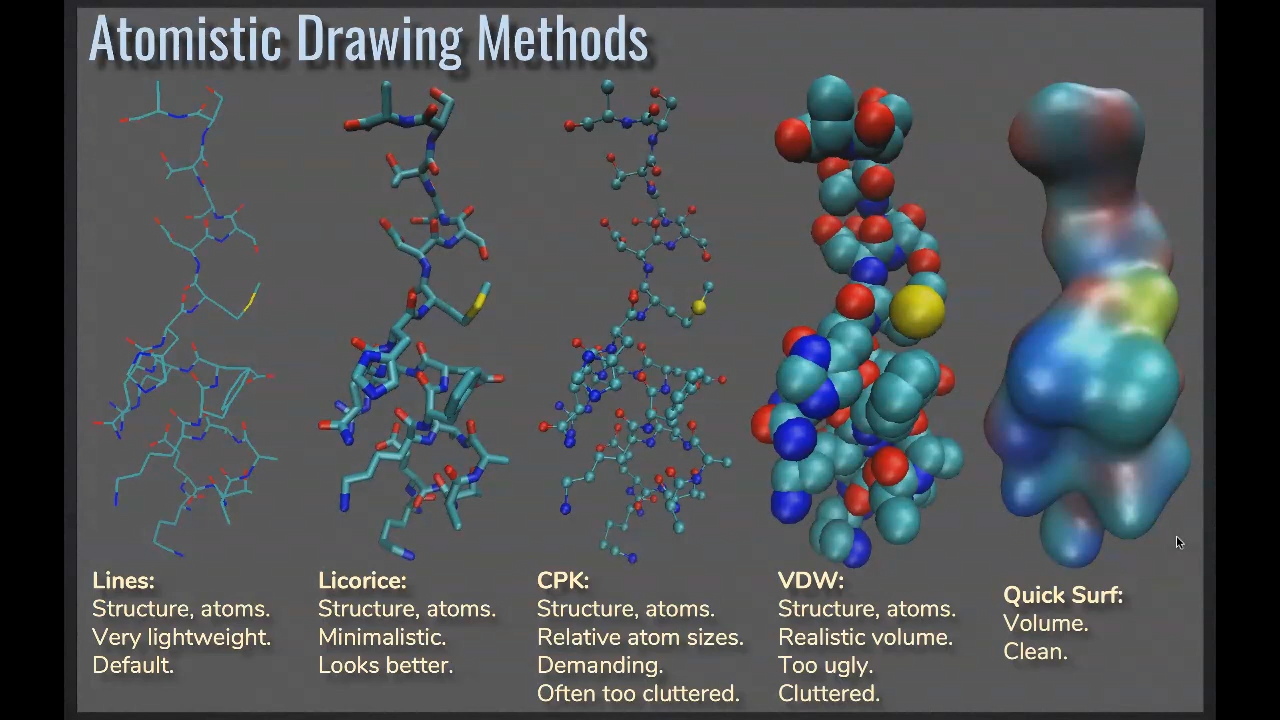 Atomistic Drawing Methods
Lines:
Structure, atoms.
Very lightweight.
Default.
Licorice:
Structure, atoms.
Minimalistic.
Looks better.
CPK:
Structure, atoms.
Relative atom sizes.
Demanding.
Often too cluttered.
VDW:
Structure, atoms.
Realistic volume.
Too ugly.
Cluttered.
Quick Surf:
Volume.
Clean.